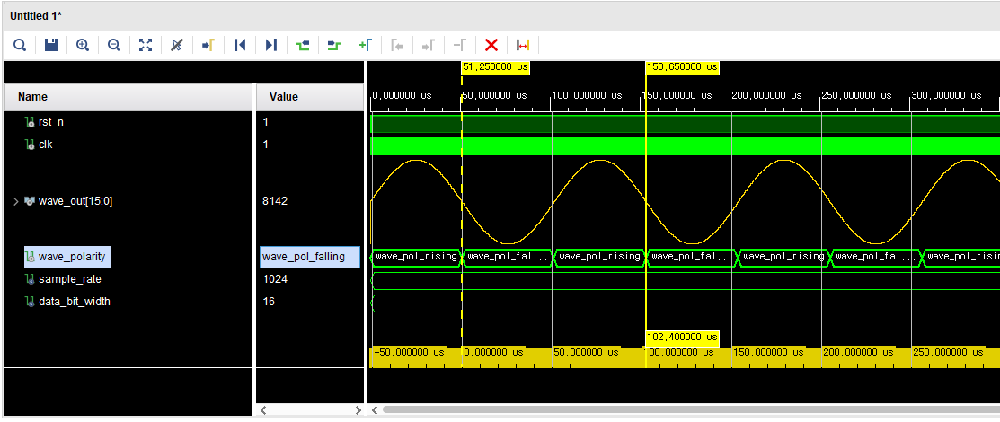 Untitled 1*
51,250000 us 153,650000 us
Name Value
0,000000 us 50,000000 us 100,000000 us 150,000000 us 200,000000 us 250,000000 us 300,000000 us
rst_n 1
clk 1
wave_out[15:0] 8142
wave_polarity wave_pol_falling wave_pol_rising wave_pol_fal... wave_pol_rising wave_pol_fal... wave_pol_rising wave_pol_fal... wave_pol_risin
sample_rate 1024
data_bit_width 16
102,400000 us
-50,000000 us 0,000000 us 50,000000 us 00,000000 us 150,000000 us 200,000000 us 250,000000 us